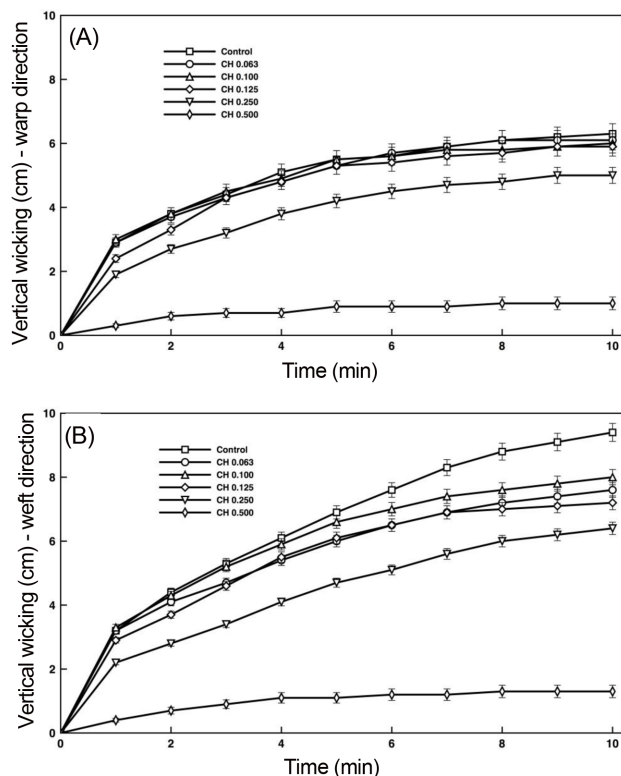 (A)
Control
CH 0.063
CH 0.100
CH 0.125
CH 0.250
CH 0.500
Vertical wicking (cm) - warp direction
10
8
6
4
2
0
0 2 4 6 8 10
Time (min)
(B)
Control
CH 0.063
CH 0.100
CH 0.125
CH 0.250
CH 0.500
Vertical wicking (cm) - weft direction
10
8
6
4
2
0
0 2 4 6 8 10
Time (min)